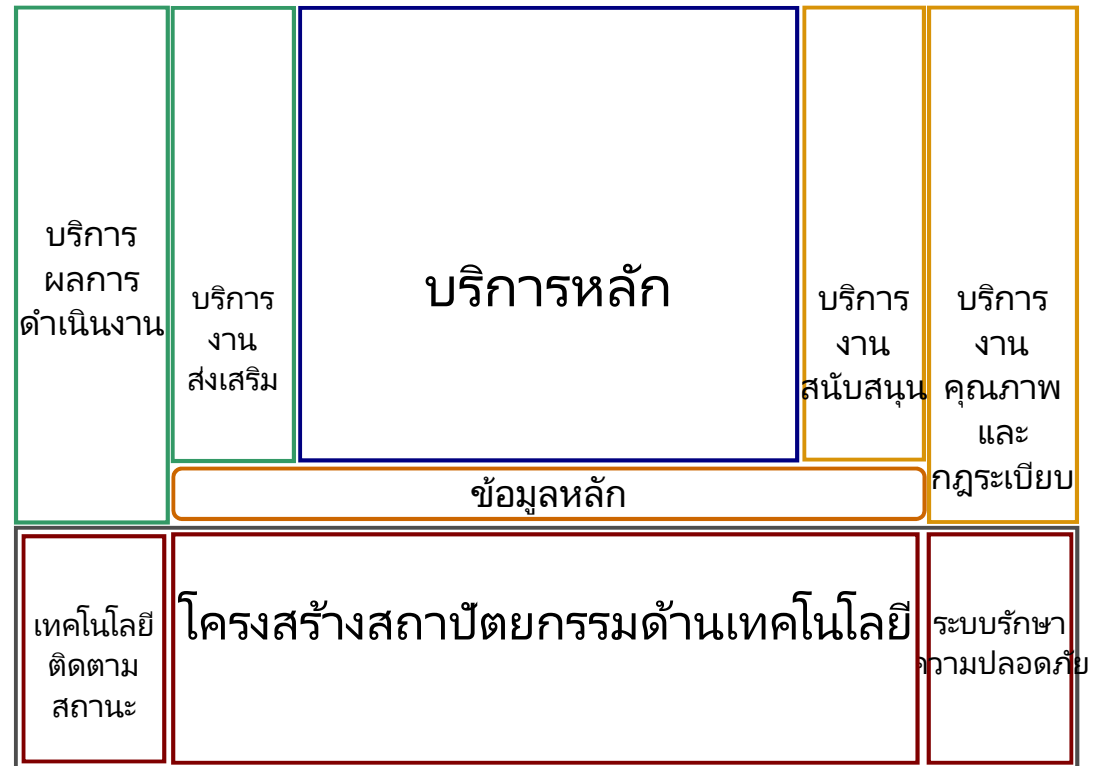 บริการ
ผลการ
ดำเนินงาน
บริการ
งาน
ส่งเสริม
บริการหลัก
บริการ
งาน
สนับสนุน
บริการ
งาน
คุณภาพ
และ
กฎระเบียบ
ข้อมูลหลัก
เทคโนโลยี
ติดตาม
สถานะ
โครงสร้างสถาปัตยกรรมด้านเทคโนโลยี
ระบบรักษา
ความปลอดภัย